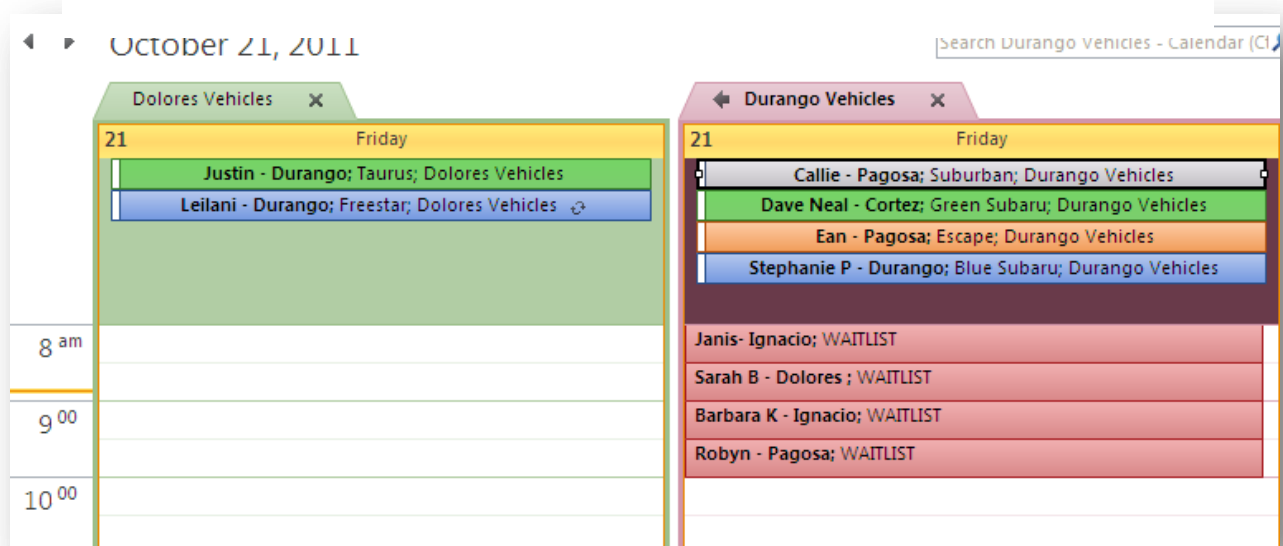 October 21, 2011
Search Durango Vehicles - Calendar (Ct
Dolores Vehicles
21 Friday
Justin - Durango; Taurus; Dolores Vehicles
Leilani - Durango; Freestar; Dolores Vehicles
Durango Vehicles
21 Friday
Callie - Pagosa; Suburban; Durango Vehicles
Dave Neal - Cortez; Green Subaru; Durango Vehicles
Ean - Pagosa; Escape; Durango Vehicles
Stephanie P - Durango; Blue Subaru; Durango Vehicles
8 am
Janis- Ignacio; WAITLIST
Sarah B - Dolores ; WAITLIST
9 00
Barbara K - Ignacio; WAITLIST
Robyn - Pagosa; WAITLIST
10 00